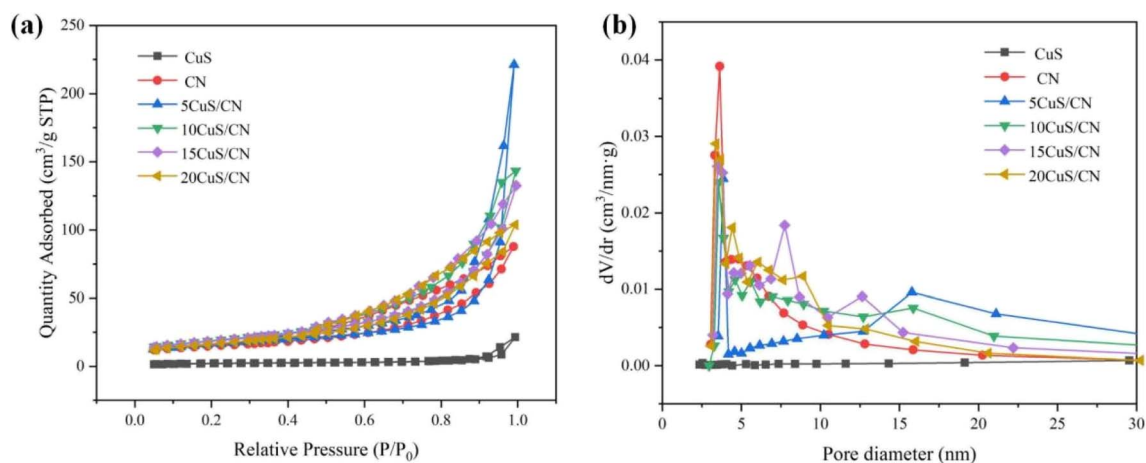 (a)
250
200
150
100
50
0
Quantity Adsorbed (cm³/g STP)
CuS
CN
5CuS/CN
10CuS/CN
15CuS/CN
20CuS/CN
0.0 0.2 0.4 0.6 0.8 1.0
Relative Pressure (P/P₀)
(b)
0.04
0.03
0.02
0.01
0.00
dV/dr (cm³/nm·g)
CuS
CN
5CuS/CN
10CuS/CN
15CuS/CN
20CuS/CN
0 5 10 15 20 25 30
Pore diameter (nm)